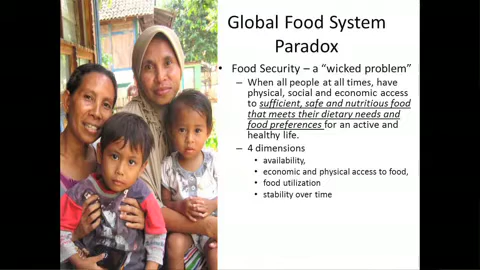 Global Food System
Paradox
• Food Security – a “wicked problem”
– When all people at all times, have
physical, social and economic access
to sufficient, safe and nutritious food
that meets their dietary needs and
food preferences for an active and
healthy life.
– 4 dimensions
• availability,
• economic and physical access to food,
• food utilization
• stability over time